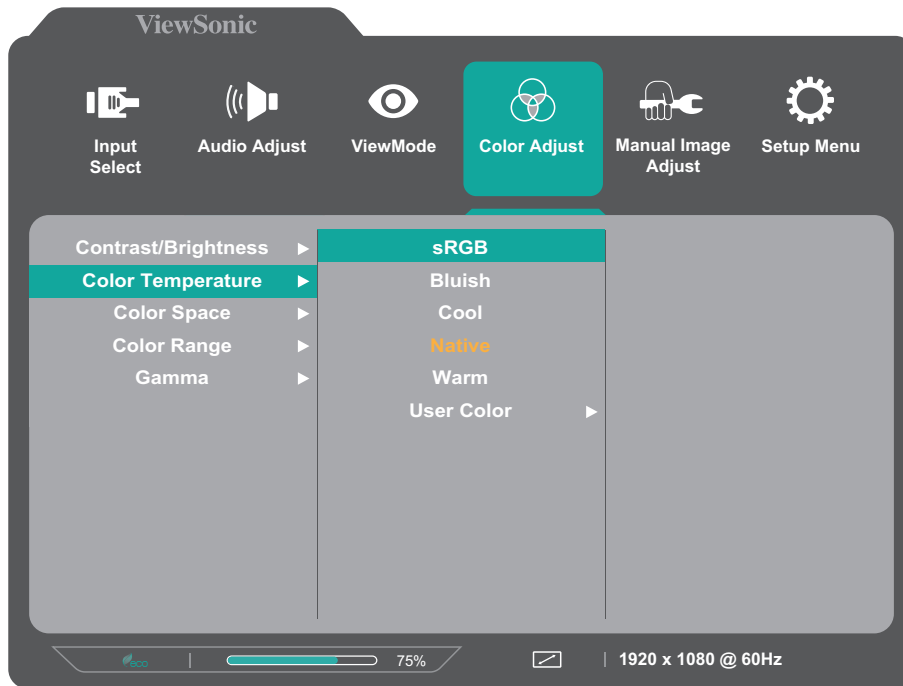 ViewSonic
Input
Select
Audio Adjust
ViewMode
Color Adjust
Manual Image
Adjust
Setup Menu
Contrast/Brightness
Color Temperature
Color Space
Color Range
Gamma
sRGB
Bluish
Cool
Native
Warm
User Color
eco
75%
1920 x 1080 @ 60Hz